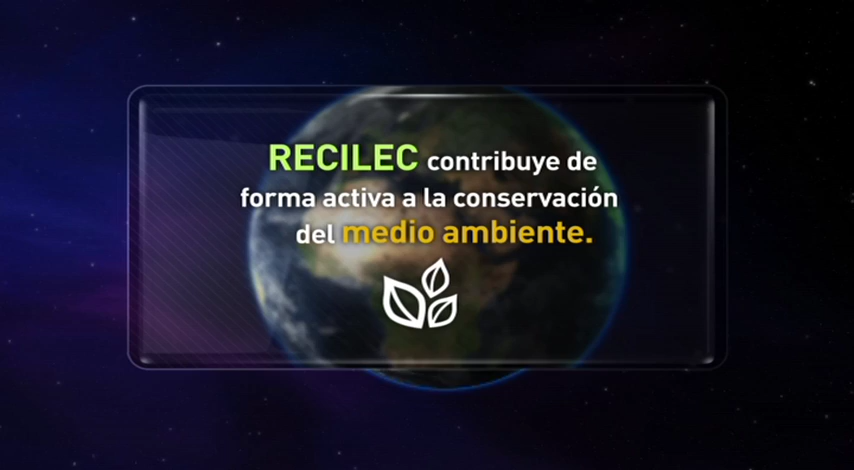 RECILEC contribuye de
forma activa a la conservación
del medio ambiente.